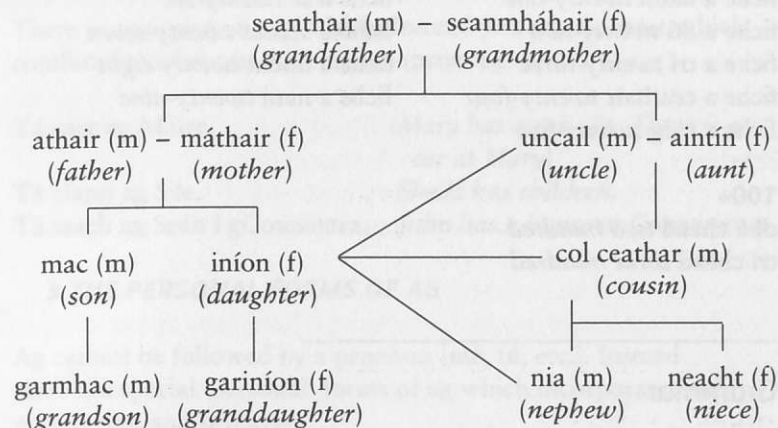 seanthair (m) – seanmháhair (f)
(grandfather) (grandmother)
athair (m) – máthair (f) uncail (m) – aintín (f)
(father) (mother) (uncle) (aunt)
mac (m) iníon (f) col ceathar (m)
(son) (daughter) (cousin)
garmhac (m) gariníon (f) nia (m) neacht (f)
(grandson) (granddaughter) (nephew) (niece)